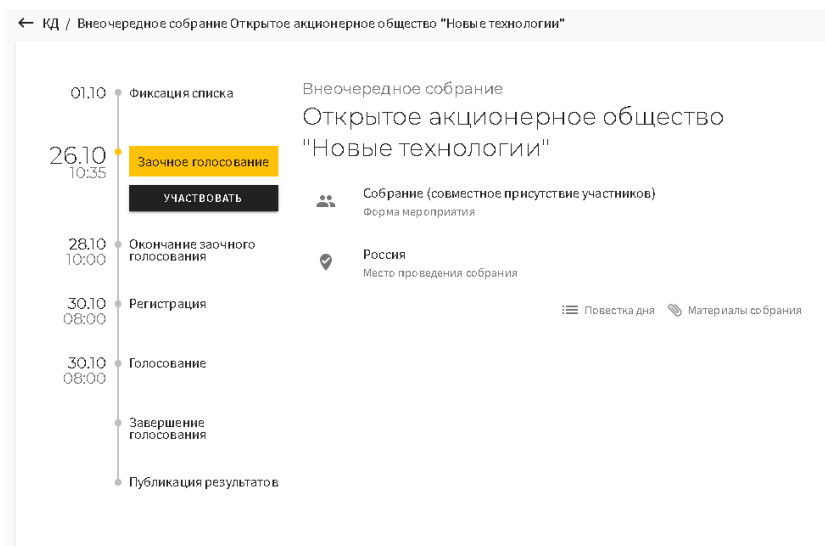 ← КД / Внеочередное собрание Открытое акционерное общество "Новые технологии"
01.10 Фиксация списка
26.10
10:35
Заочное голосование
УЧАСТВОВАТЬ
28.10
10:00
Окончание заочного
голосования
30.10
08:00
Регистрация
30.10
08:00
Голосование
Завершение
голосования
Публикация результатов
Внеочередное собрание
Открытое акционерное общество
"Новые технологии"
Собрание (совместное присутствие участников)
Форма мероприятия
Россия
Место проведения собрания
Повестка дня
Материалы собрания